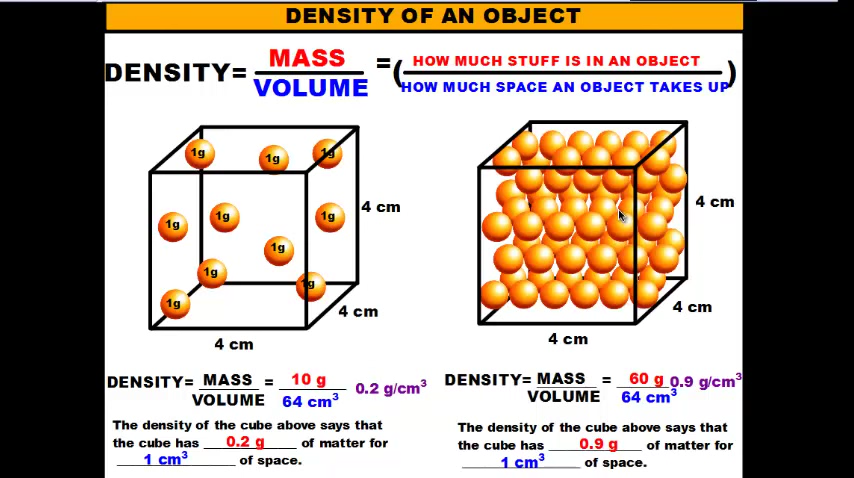 DENSITY OF AN OBJECT
DENSITY= MASS = ( HOW MUCH STUFF IS IN AN OBJECT )
VOLUME HOW MUCH SPACE AN OBJECT TAKES UP
1g 1g 1g
1g 1g 1g
1g
1g 1g
1g
4 cm
4 cm
4 cm
4 cm
4 cm
4 cm
DENSITY= MASS = 10 g 0.2 g/cm³
VOLUME 64 cm³
The density of the cube above says that
the cube has 0.2 g of matter for
1 cm³ of space.
DENSITY= MASS = 60 g 0.9 g/cm³
VOLUME 64 cm³
The density of the cube above says that
the cube has 0.9 g of matter for
1 cm³ of space.